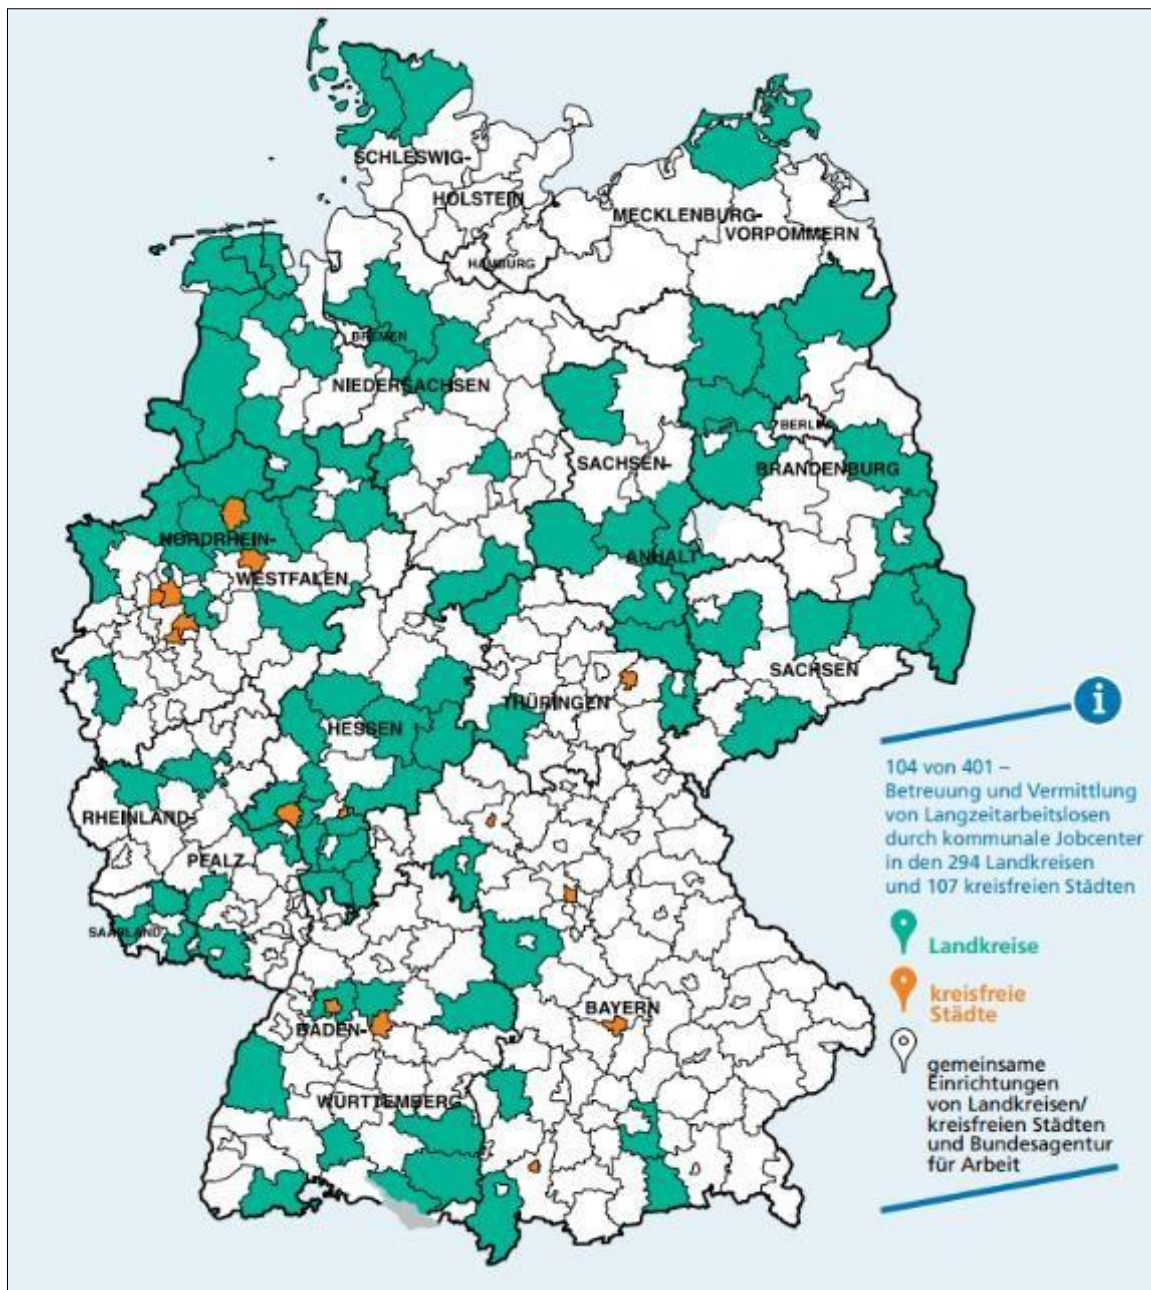 SCHLESWIG-
HOLSTEIN
MECKLENBURG-
VORPOMMERN
HAMBURG
BREMEN
NIEDERSACHSEN
BERLIN
SACHSEN-
BRANDENBURG
NORDRHEIN-
ANHALT
WESTFALEN
SACHSEN
THÜRINGEN
HESSEN
RHEINLAND-
PFALZ
SAARLAND
BAYERN
BADEN-
WÜRTTEMBERG
i
104 von 401 –
Betreuung und Vermittlung
von Langzeitarbeitslosen
durch kommunale Jobcenter
in den 294 Landkreisen
und 107 kreisfreien Städten
Landkreise
kreisfreie
Städte
gemeinsame
Einrichtungen
von Landkreisen/
kreisfreien Städten
und Bundesagentur
für Arbeit